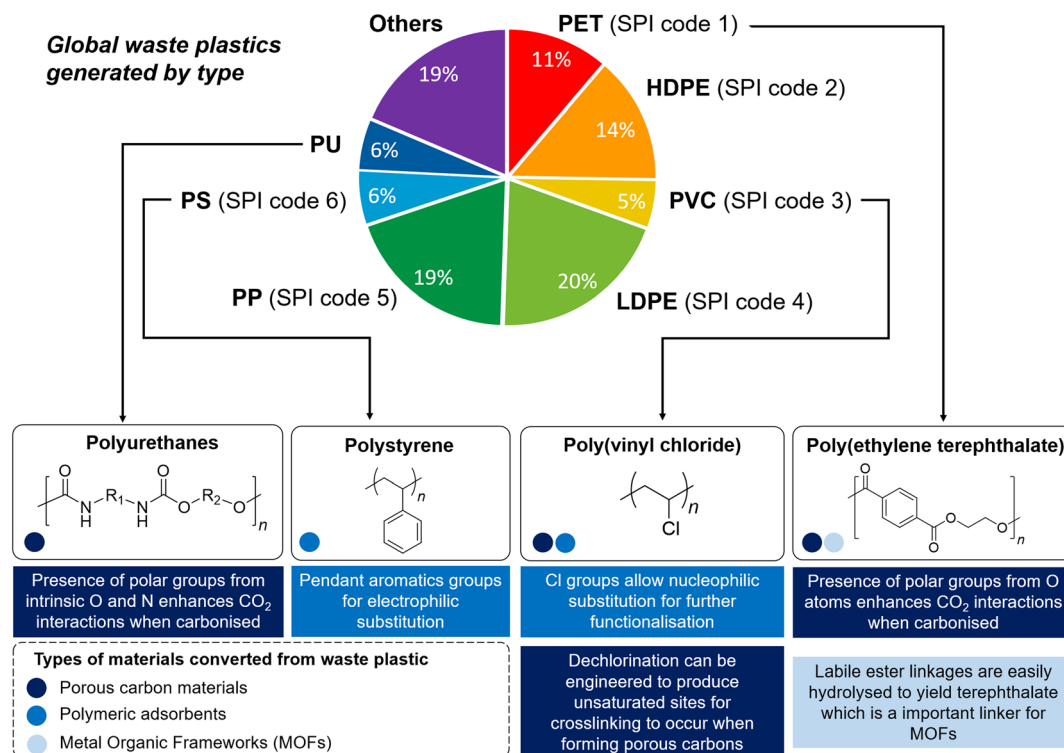 Global waste plastics
generated by type
Others
PET (SPI code 1)
19%
11%
HDPE (SPI code 2)
14%
PU
6%
PS (SPI code 6)
6%
5%
PVC (SPI code 3)
19%
20%
PP (SPI code 5)
LDPE (SPI code 4)
Polyurethanes
O
N
H
R1
N
H
O
O
R2
O
n
Polystyrene
n
Poly(vinyl chloride)
n
Cl
Poly(ethylene terephthalate)
O
O
O
O
n
Presence of polar groups from
intrinsic O and N enhances CO2
interactions when carbonised
Pendant aromatics groups
for electrophilic
substitution
Cl groups allow nucleophilic
substitution for further
functionalisation
Presence of polar groups from O
atoms enhances CO2 interactions
when carbonised
Types of materials converted from waste plastic
Porous carbon materials
Polymeric adsorbents
Metal Organic Frameworks (MOFs)
Dechlorination can be
engineered to produce
unsaturated sites for
crosslinking to occur when
forming porous carbons
Labile ester linkages are easily
hydrolysed to yield terephthalate
which is a important linker for
MOFs